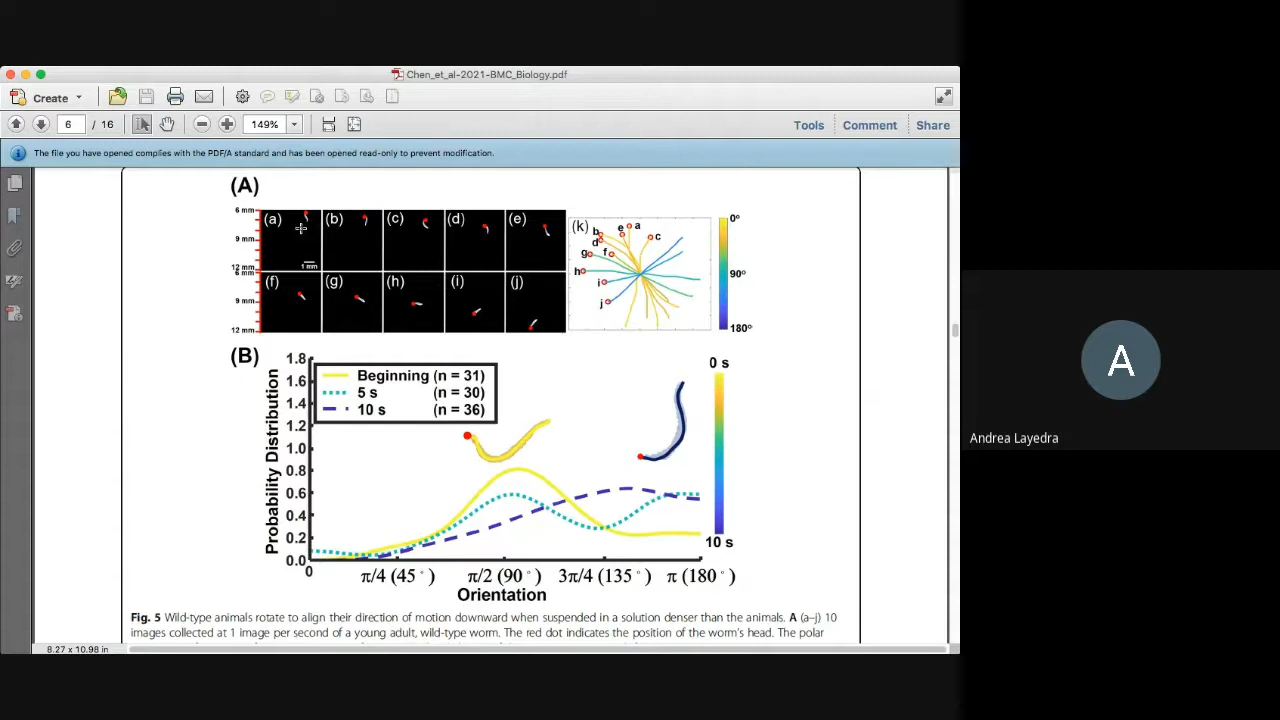 Chen_et_al-2021-BMC_Biology.pdf
Create
6 / 16 149% Tools Comment Share
The file you have opened complies with the PDF/A standard and has been opened read-only to prevent modification.
(A)
6 mm (a) (b) (c) (d) (e) (k) 0°
9 mm
12 mm 1 mm
6 mm (f) (g) (h) (i) (j) 90°
9 mm
12 mm 180°
b e a c
d
g f
h
i
j
(B)
Probability Distribution
1.8
1.6
1.4
1.2
1.0
0.8
0.6
0.4
0.2
0.0
Beginning (n = 31)
5 s (n = 30)
10 s (n = 36)
0 s
10 s
0 π/4 (45 °) π/2 (90 °) 3π/4 (135 °) π (180 °)
Orientation
Fig. 5 Wild-type animals rotate to align their direction of motion downward when suspended in a solution denser than the animals. A (a–j) 10
images collected at 1 image per second of a young adult, wild-type worm. The red dot indicates the position of the worm's head. The polar
8.27 x 10.98 in
A
Andrea Layedra